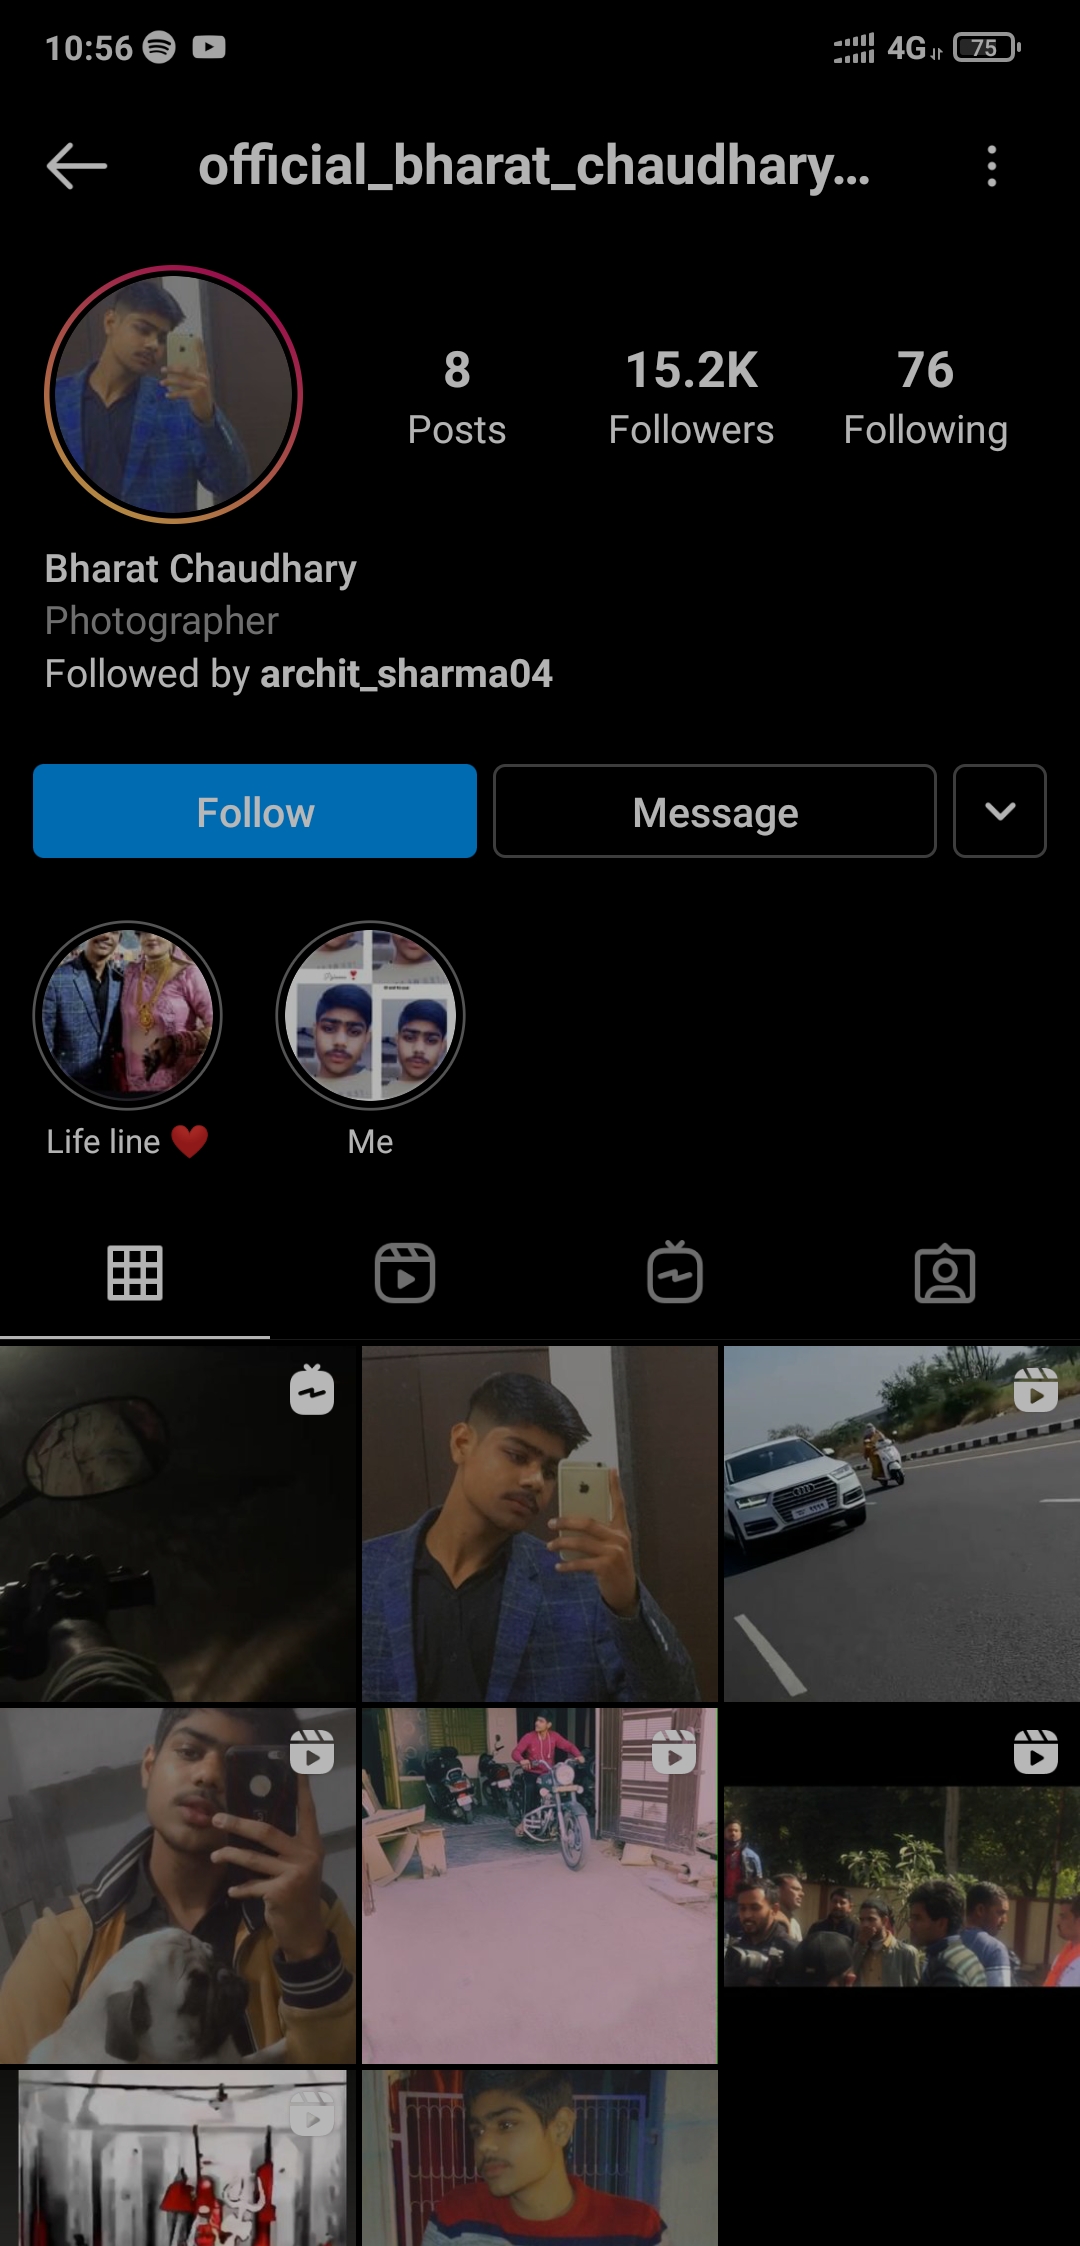 10:56
4G 75
official_bharat_chaudhary...
8 15.2K 76
Posts Followers Following
Bharat Chaudhary
Photographer
Followed by archit_sharma04
Follow Message
Life line ❤️ Me